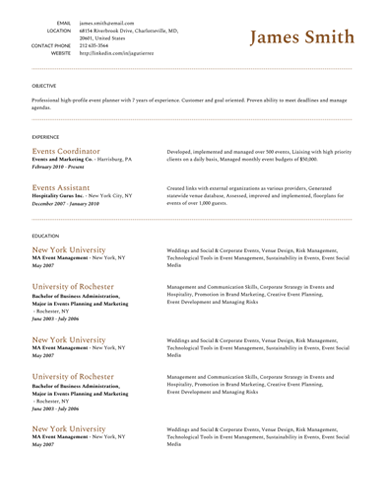 EMAIL james.smith@email.com
LOCATION 68154 Riverbrook Drive, Charlottsville, MD,
20601, United States
CONTACT PHONE 212 635-3564
WEBSITE http://linkedin.com/in/jagutierrez
James Smith
OBJECTIVE
Professional high-profile event planner with 7 years of experience. Customer and goal oriented. Proven ability to meet deadlines and manage
agendas.
EXPERIENCE
Events Coordinator
Events and Marketing Co. - Harrisburg, PA
February 2010 - Present
Developed, implemented and managed over 500 events, Liaising with high priority
clients on a daily basis, Managed monthly event budgets of $50,000.
Events Assistant
Hospitality Gurus Inc. - New York City, NY
December 2007 - January 2010
Created links with external organizations as various providers, Generated
statewide venue database, Assessed, improved and implemented, floorplans for
events of over 1,000 guests.
EDUCATION
New York University
MA Event Management - New York, NY
May 2007
Weddings and Social & Corporate Events, Venue Design, Risk Management,
Technological Tools in Event Management, Sustainability in Events, Event Social
Media
University of Rochester
Bachelor of Business Administration,
Major in Events Planning and Marketing
- Rochester, NY
June 2003 - July 2006
Management and Communication Skills, Corporate Strategy in Events and
Hospitality, Promotion in Brand Marketing, Creative Event Planning,
Event Development and Managing Risks
New York University
MA Event Management - New York, NY
May 2007
Weddings and Social & Corporate Events, Venue Design, Risk Management,
Technological Tools in Event Management, Sustainability in Events, Event Social
Media
University of Rochester
Bachelor of Business Administration,
Major in Events Planning and Marketing
- Rochester, NY
June 2003 - July 2006
Management and Communication Skills, Corporate Strategy in Events and
Hospitality, Promotion in Brand Marketing, Creative Event Planning,
Event Development and Managing Risks
New York University
MA Event Management - New York, NY
May 2007
Weddings and Social & Corporate Events, Venue Design, Risk Management,
Technological Tools in Event Management, Sustainability in Events, Event Social
Media